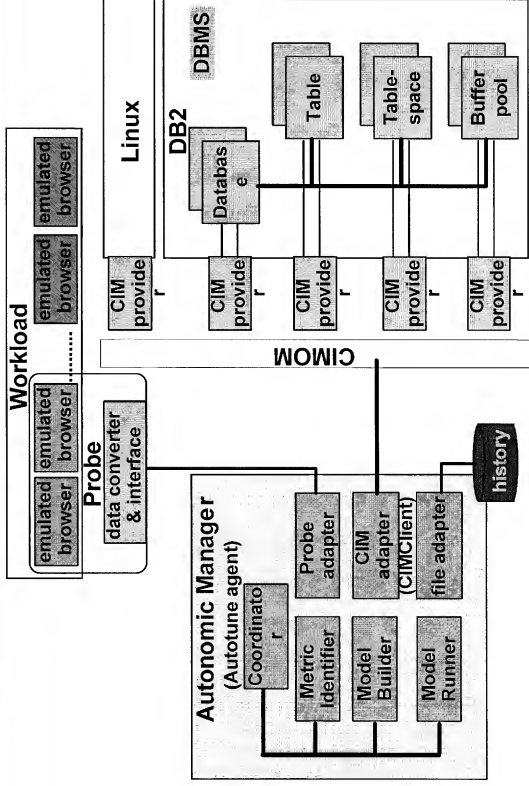 Workload
emulated
browser
emulated
browser
emulated
browser
emulated
browser
Probe
data converter
& interface
Autonomic Manager
(Autotune agent)
Coordinato
r
Metric
Identifier
Model
Builder
Model
Runner
Probe
adapter
CIM
adapter
(CIMClient)
file adapter
history
CIMOM
CIM
provide
r
CIM
provide
r
CIM
provide
r
CIM
provide
r
CIM
provide
r
Linux
DB2
DBMS
Databas
e
Table
Table-
space
Buffer
pool